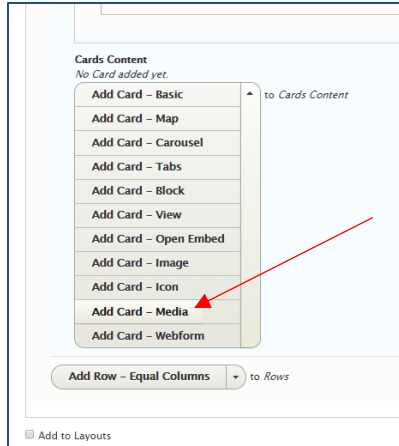 Cards Content
No Card added yet.
Add Card – Basic to Cards Content
Add Card – Map
Add Card – Carousel
Add Card – Tabs
Add Card – Block
Add Card – View
Add Card – Open Embed
Add Card – Image
Add Card – Icon
Add Card – Media
Add Card – Webform
Add Row – Equal Columns to Rows
Add to Layouts